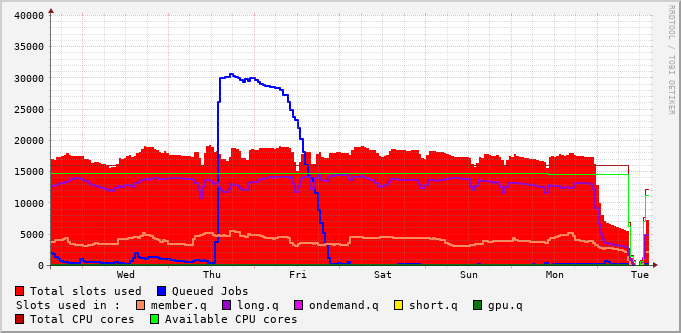 40000
35000
30000
25000
20000
15000
10000
5000
0
Wed Thu Fri Sat Sun Mon Tue
RRDTOOL / TOBI OETIKER
Total slots used Queued Jobs
Slots used in : member.q long.q ondemand.q short.q gpu.q
Total CPU cores Available CPU cores